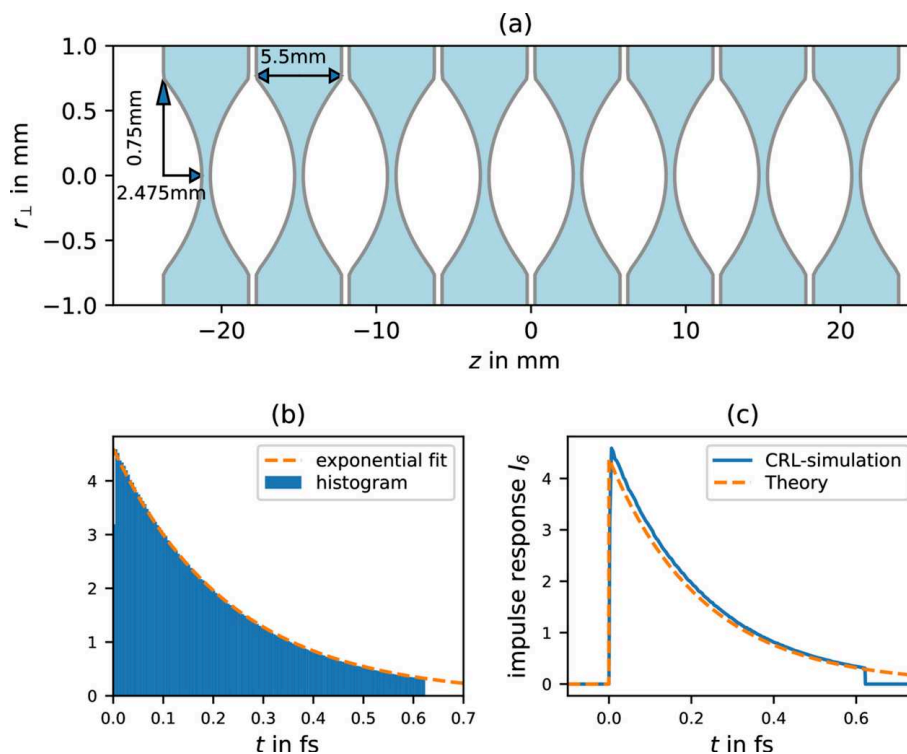 (a)
1.0
0.5
0.0
−0.5
−1.0
r⊥ in mm
5.5mm
0.75mm
2.475mm
−20
−10
0
10
20
z in mm
(b)
4
3
2
1
0
exponential fit
histogram
0.0
0.1
0.2
0.3
0.4
0.5
0.6
0.7
t in fs
(c)
impulse response Iδ
4
3
2
1
0
CRL-simulation
Theory
0.0
0.2
0.4
0.6
t in fs